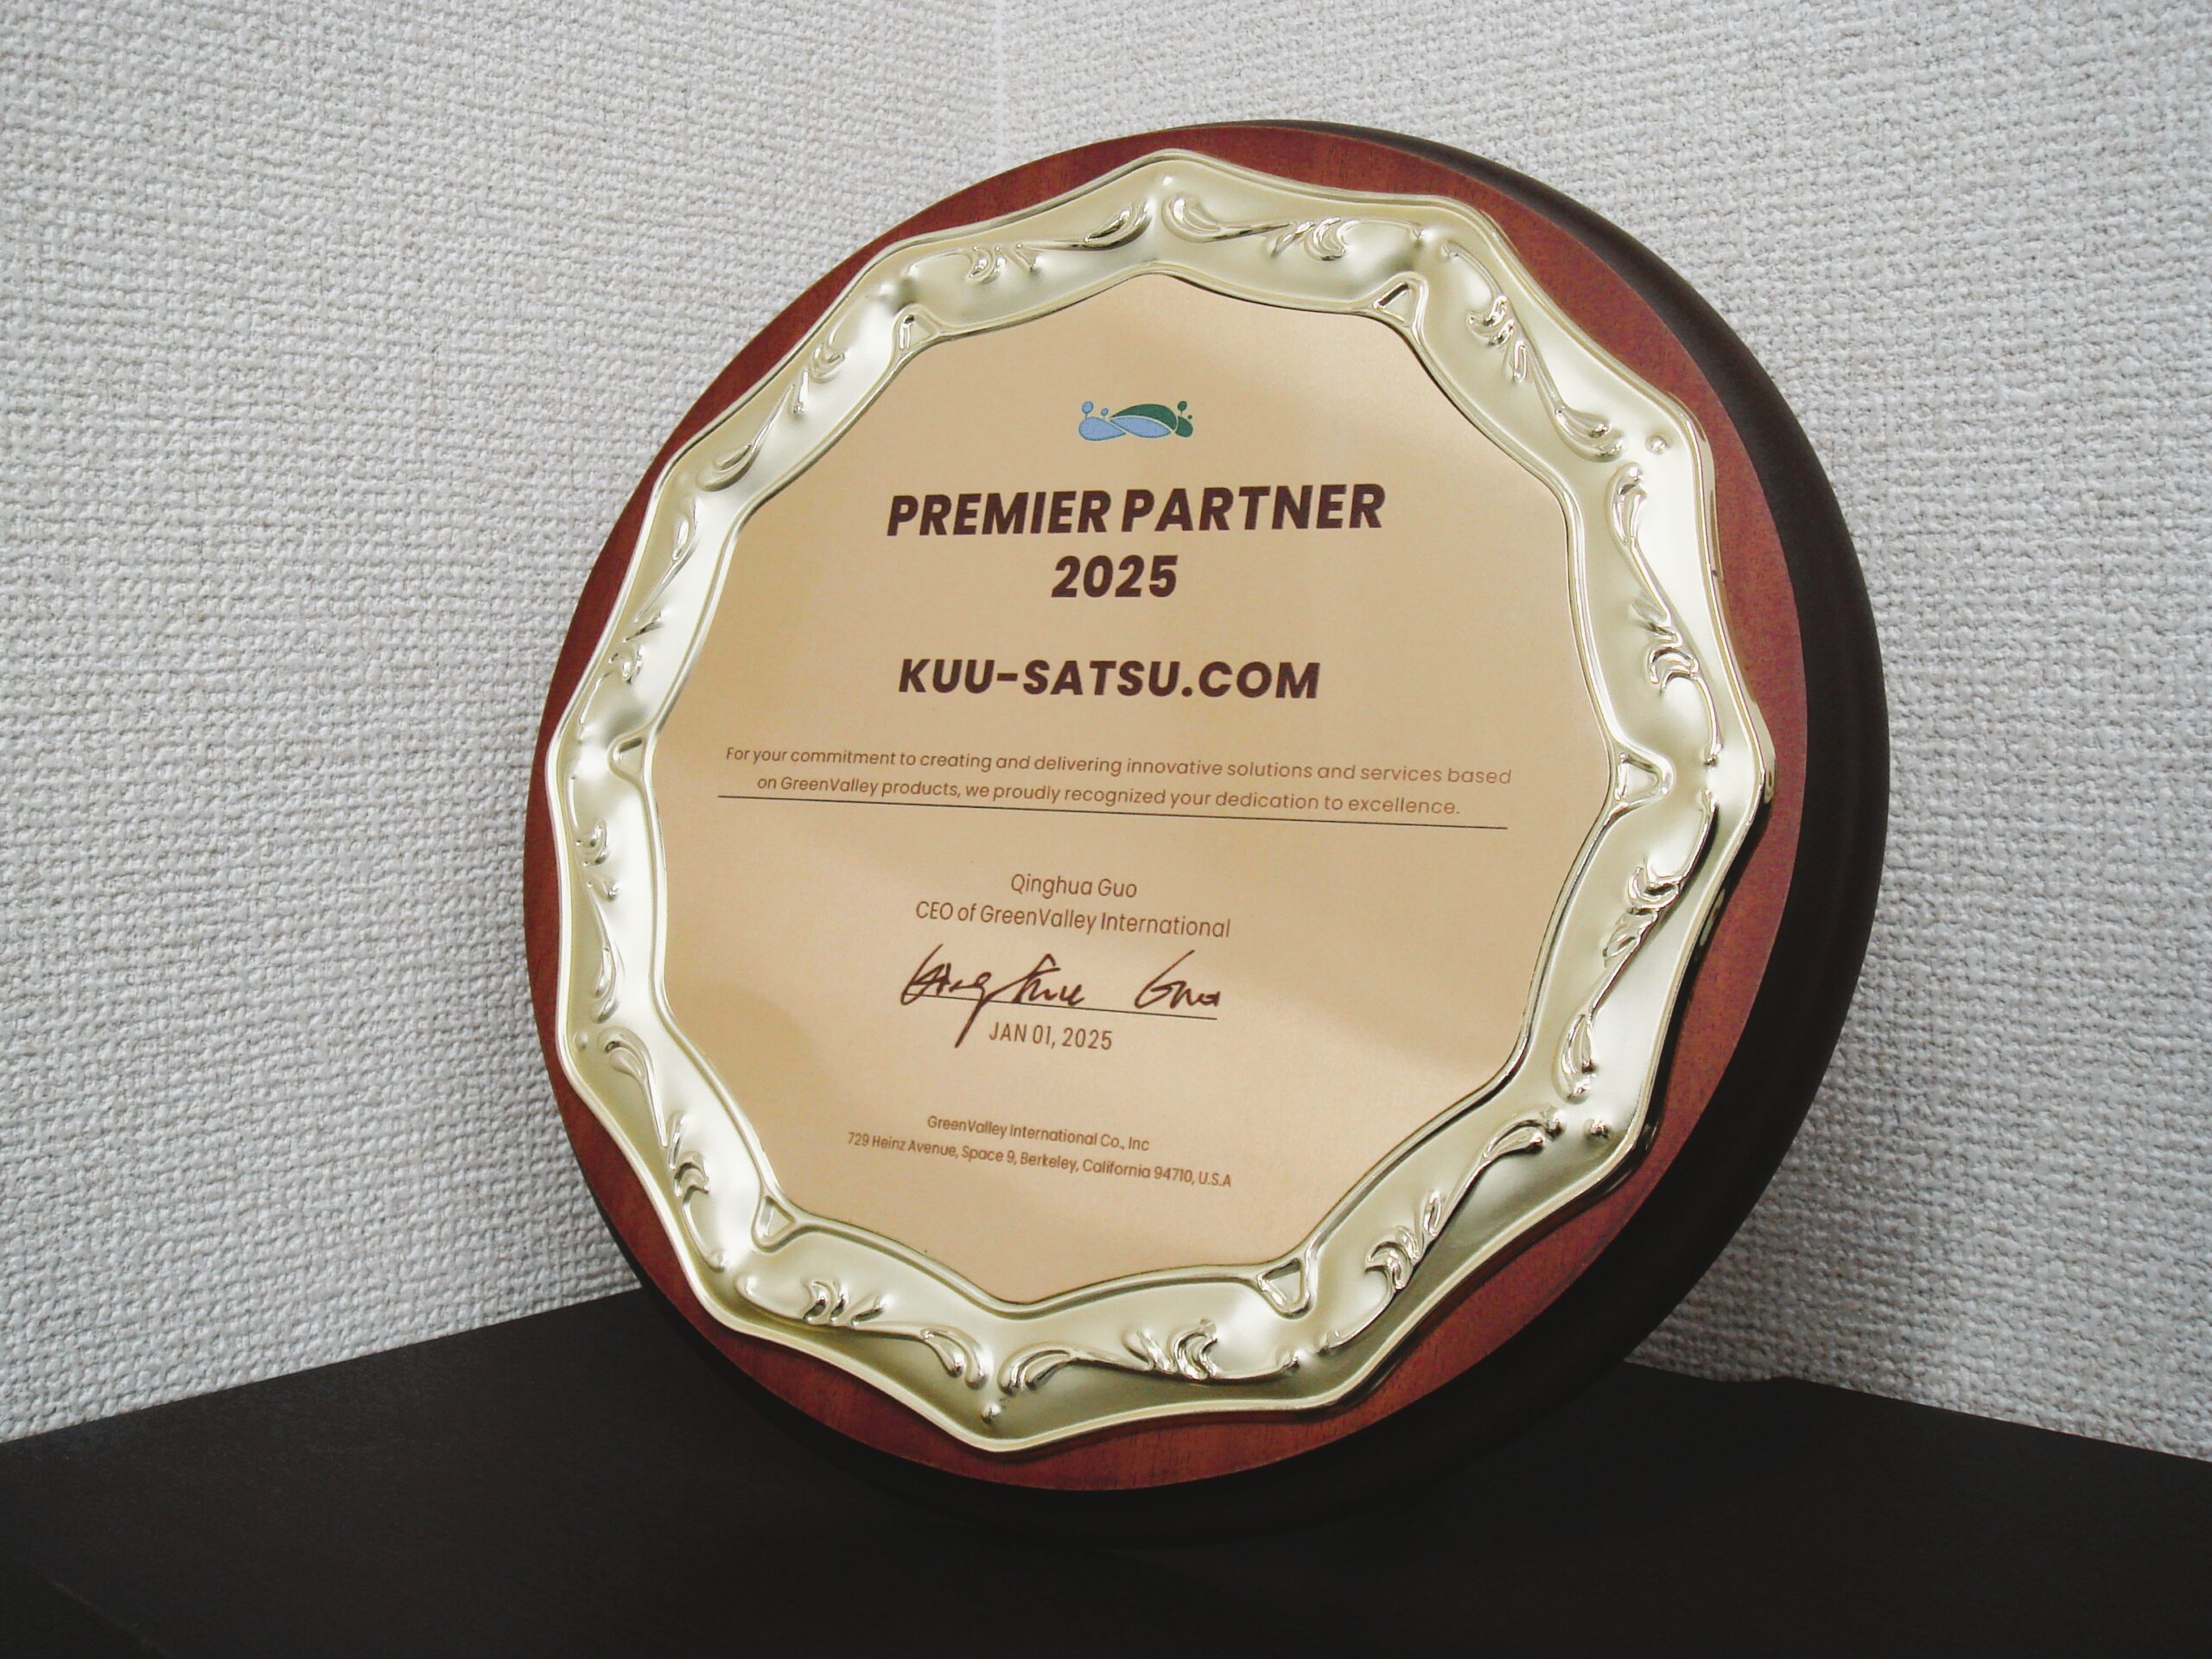 PREMIER PARTNER
2025
KUU-SATSU.COM
For your commitment to creating and delivering innovative solutions and services based
on GreenValley products, we proudly recognized your dedication to excellence.
Qinghua Guo
CEO of GreenValley International
Qinghua Guo
JAN 01, 2025
GreenValley International Co., Inc
729 Heinz Avenue, Space 9, Berkeley, California 94710, U.S.A